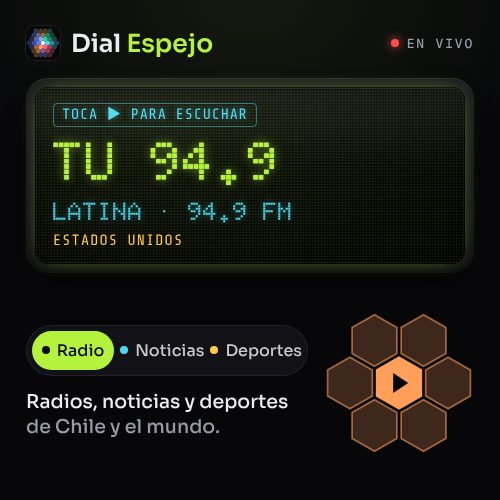 Dial Espejo
EN VIVO
TOCA ▶ PARA ESCUCHAR
TU 94.9
LATINA · 94.9 FM
ESTADOS UNIDOS
Radio Noticias Deportes
Radios, noticias y deportes
de Chile y el mundo.